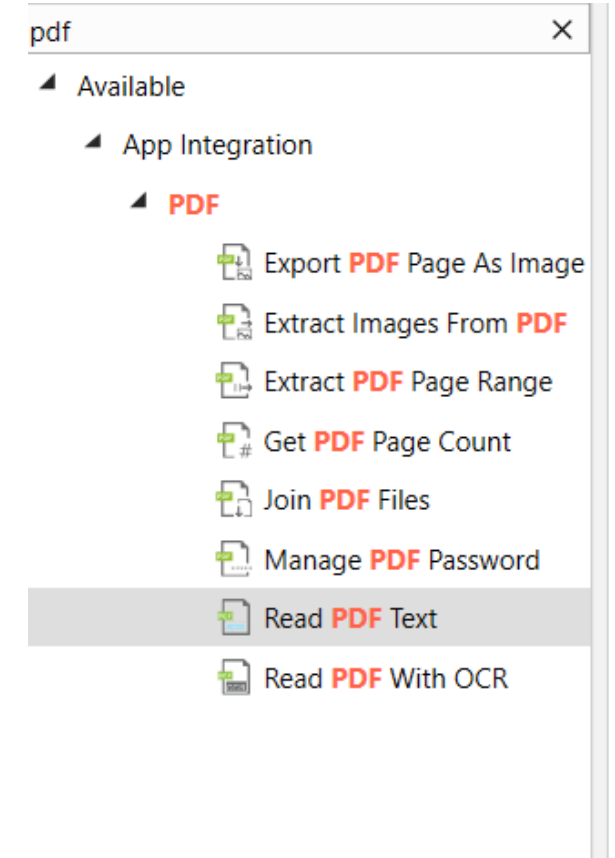 pdf
Available
App Integration
PDF
Export PDF Page As Image
Extract Images From PDF
Extract PDF Page Range
Get PDF Page Count
Join PDF Files
Manage PDF Password
Read PDF Text
Read PDF With OCR